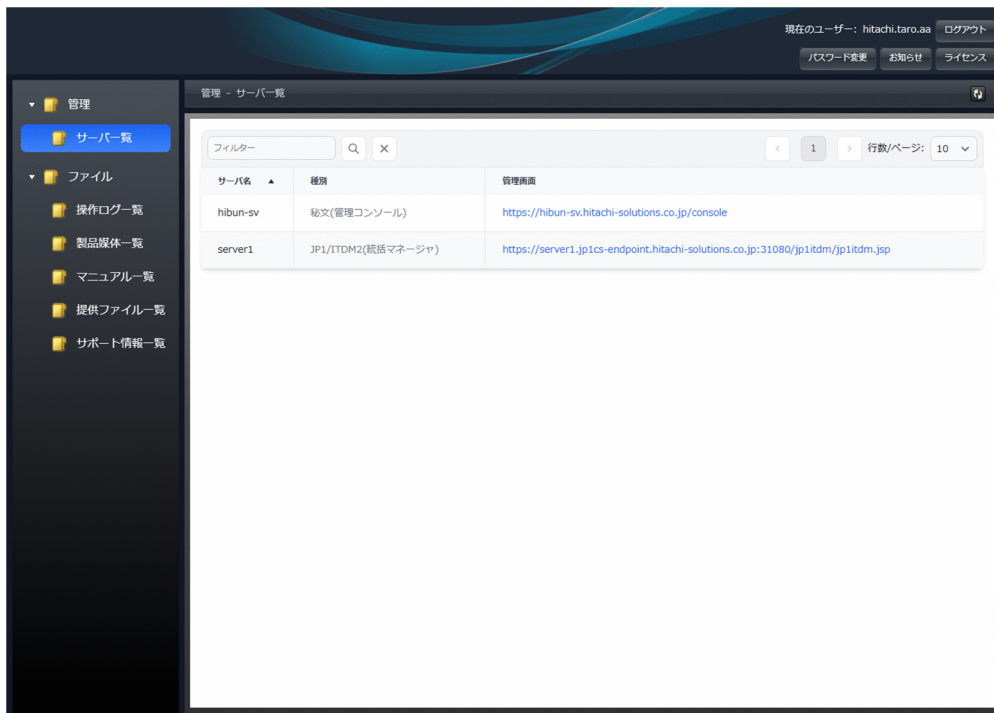 現在のユーザー: hitachi.taro.aa ログアウト
パスワード変更 お知らせ ライセンス
管理
サーバ一覧
ファイル
操作ログ一覧
製品媒体一覧
マニュアル一覧
提供ファイル一覧
サポート情報一覧
管理 - サーバ一覧
フィルター 1 行数/ページ: 10
サーバ名 ▲ 種別 管理画面
hibun-sv 秘文(管理コンソール) https://hibun-sv.hitachi-solutions.co.jp/console
server1 JP1/ITDM2(統括マネージャ) https://server1.jp1cs-endpoint.hitachi-solutions.co.jp:31080/jp1itdm/jp1itdm.jsp